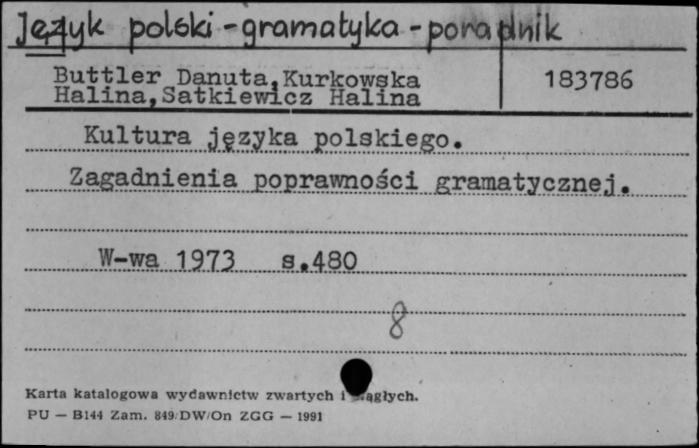 Język polski - gramatyka - poradnik
Buttler Danuta, Kurkowska
Halina, Satkiewicz Halina
183786
Kultura języka polskiego.
Zagadnienia poprawności gramatycznej.
W-wa 1973 s.480
8
Karta katalogowa wydawnictw zwartych i ągłych.
PU — B144 Zam. 849/DW/On ZGG — 1991